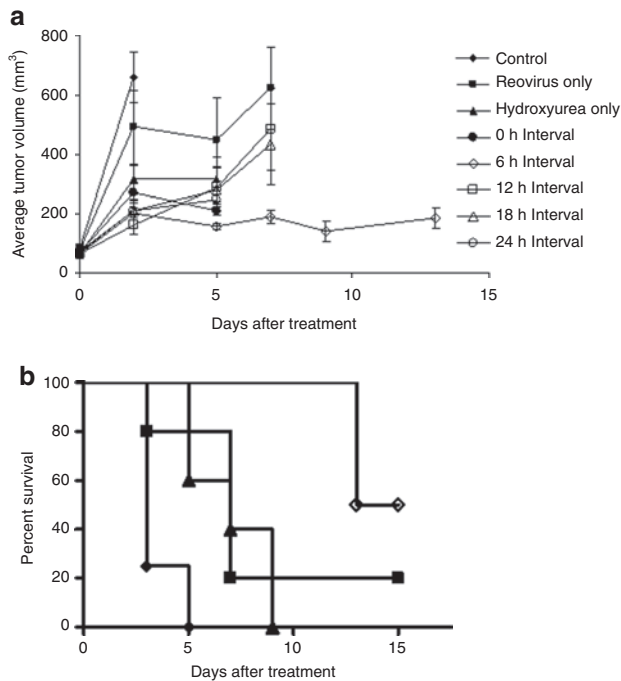 a
800
600
400
200
0
Average tumor volume (mm³)
0 5 10 15
Days after treatment
Control
Reovirus only
Hydroxyurea only
0 h Interval
6 h Interval
12 h Interval
18 h Interval
24 h Interval
b
100
80
60
40
20
0
Percent survival
0 5 10 15
Days after treatment